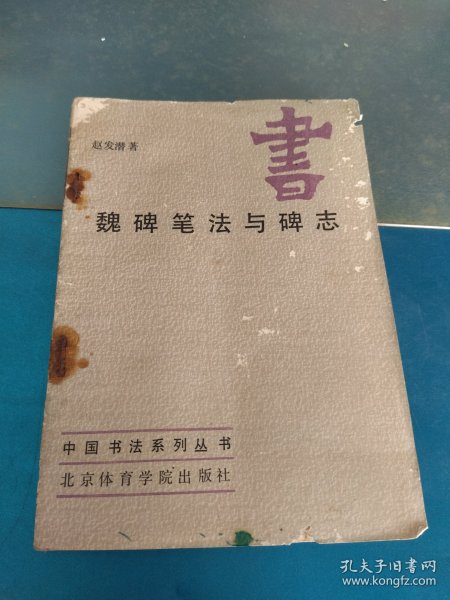 書
赵发潜著
魏碑笔法与碑志
中国书法系列丛书
北京体育学院出版社
孔夫子旧书网
www.kongfz.com